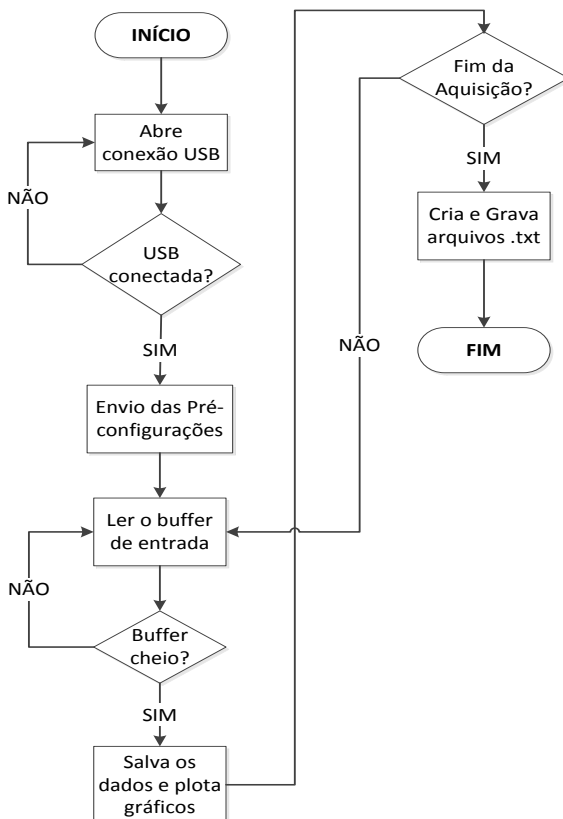 INÍCIO
Abre
conexão USB
NÃO
USB
conectada?
SIM
Envio das Pré-
configurações
Ler o buffer
de entrada
NÃO
Buffer
cheio?
SIM
Salva os
dados e plota
gráficos
Fim da
Aquisição?
SIM
NÃO
Cria e Grava
arquivos .txt
FIM